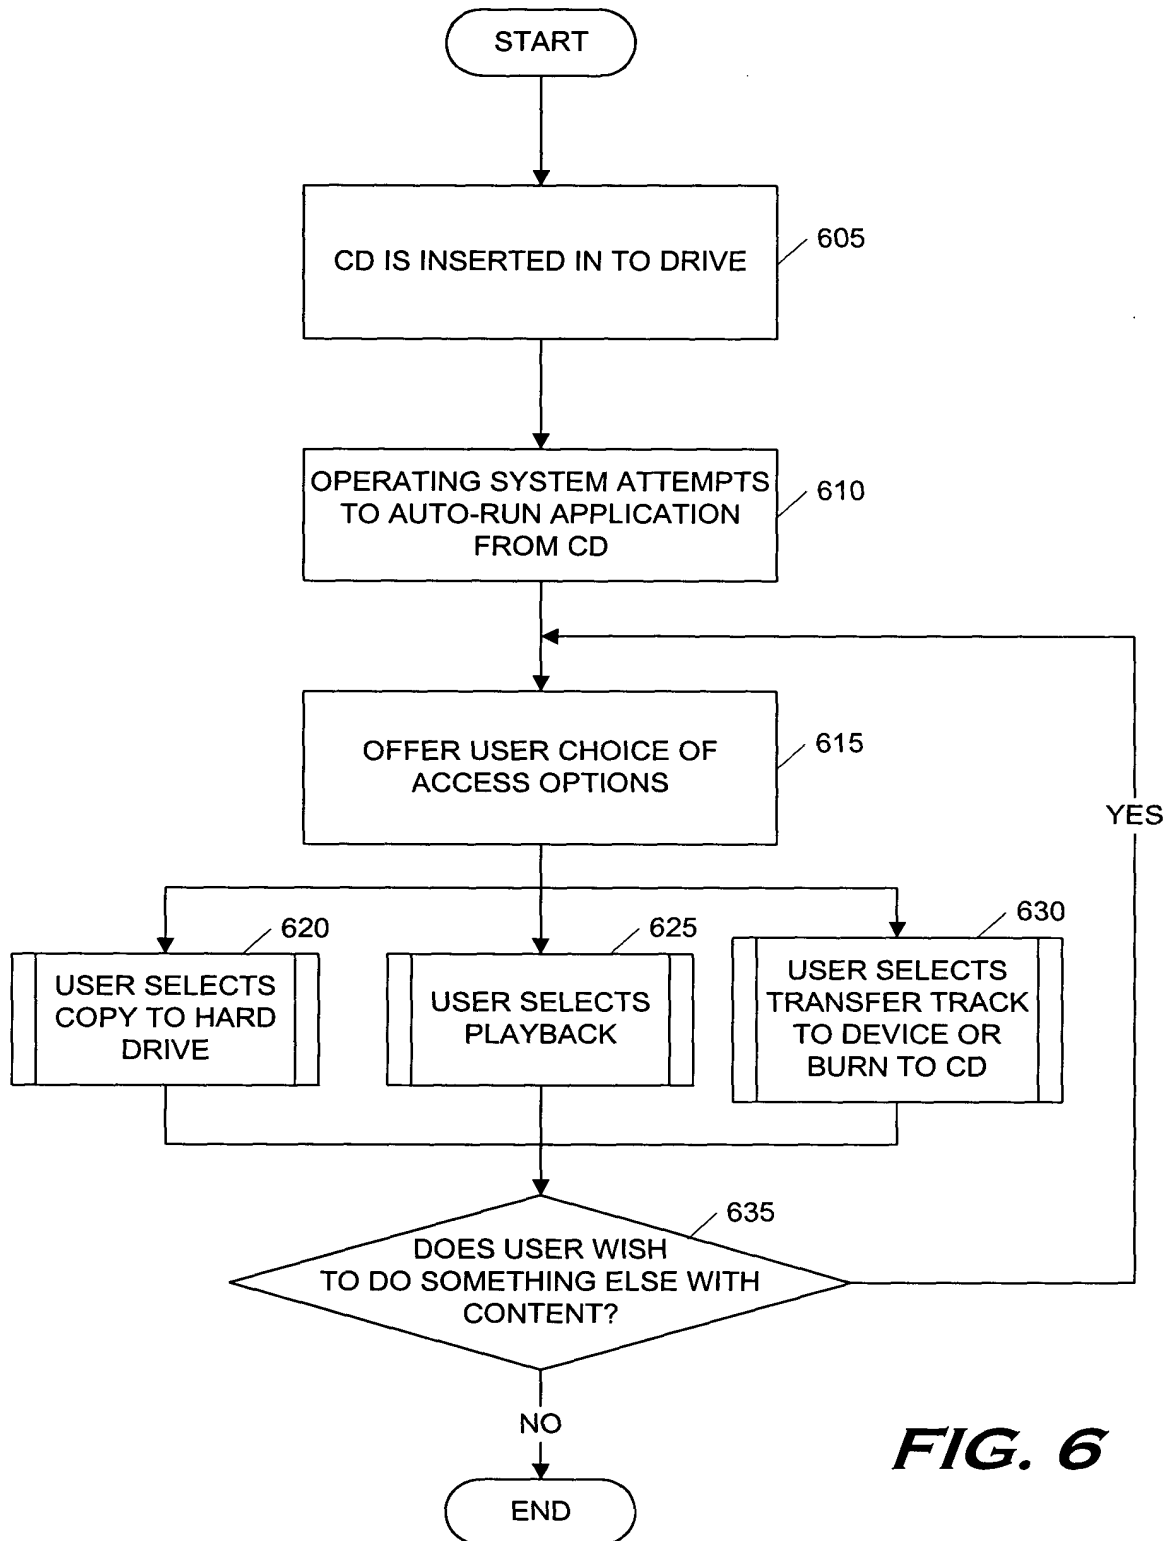 START
CD IS INSERTED IN TO DRIVE
605
OPERATING SYSTEM ATTEMPTS
TO AUTO-RUN APPLICATION
FROM CD
610
OFFER USER CHOICE OF
ACCESS OPTIONS
615
YES
620
USER SELECTS
COPY TO HARD
DRIVE
625
USER SELECTS
PLAYBACK
630
USER SELECTS
TRANSFER TRACK
TO DEVICE OR
BURN TO CD
635
DOES USER WISH
TO DO SOMETHING ELSE WITH
CONTENT?
NO
END
FIG. 6